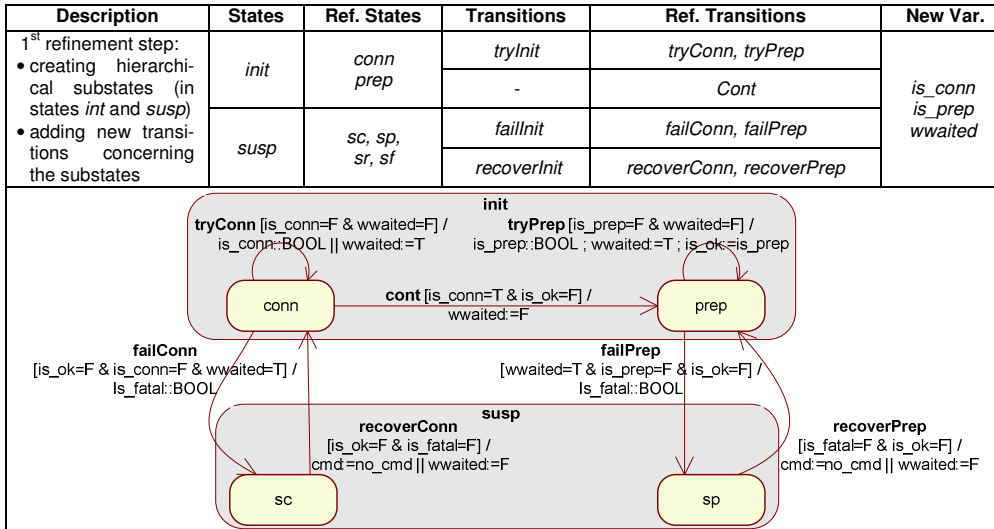 Description States Ref. States Transitions Ref. Transitions New Var.
1st refinement step:
• creating hierarchi-
cal substates (in
states int and susp)
• adding new transi-
tions concerning
the substates
init
conn
prep
tryInit
tryConn, tryPrep
-
Cont
susp
sc, sp,
sr, sf
failInit
failConn, failPrep
recoverInit
recoverConn, recoverPrep
is_conn
is_prep
wwaited
init
tryConn [is_conn=F & wwaited=F] /
is_conn::BOOL || wwaited:=T
tryPrep [is_prep=F & wwaited=F] /
is_prep::BOOL ; wwaited:=T ; is_ok:=is_prep
conn
cont [is_conn=T & is_ok=F] /
wwaited:=F
prep
failConn
[is_ok=F & is_conn=F & wwaited=T] /
Is_fatal::BOOL
failPrep
[wwaited=T & is_prep=F & is_ok=F] /
Is_fatal::BOOL
susp
recoverConn
[is_ok=F & is_fatal=F] /
cmd:=no_cmd || wwaited:=F
recoverPrep
[is_fatal=F & is_ok=F] /
cmd:=no_cmd || wwaited:=F
sc
sp